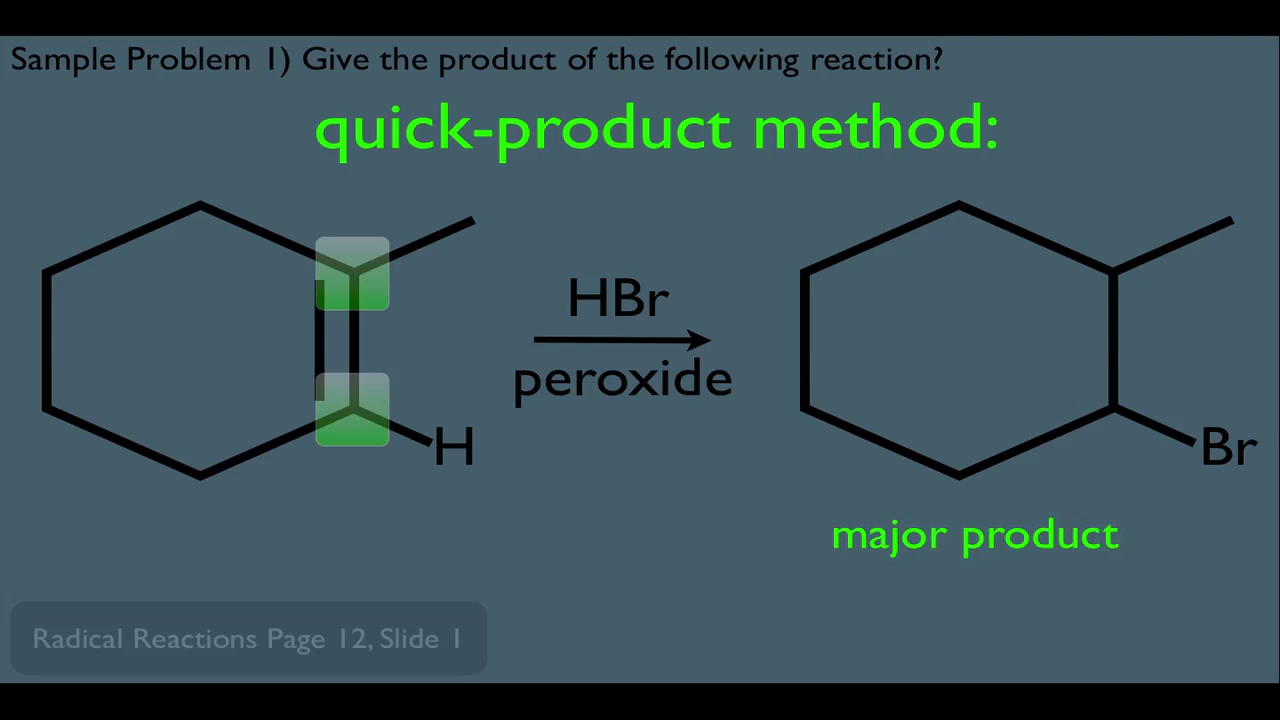 Sample Problem 1) Give the product of the following reaction?
quick-product method:
HBr
peroxide
H
Br
major product
Radical Reactions Page 12, Slide 1